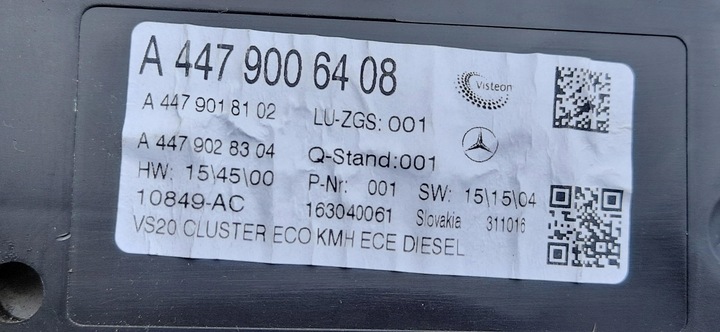 A 447 900 64 08
Visteon
A 447 901 81 02
LU-ZGS: 001
A 447 902 83 04
Q-Stand:001
HW: 15\45\00
P-Nr: 001
SW: 15\15\04
10849-AC
163040061
Slovakia 311016
VS20 CLUSTER ECO KMH ECE DIESEL